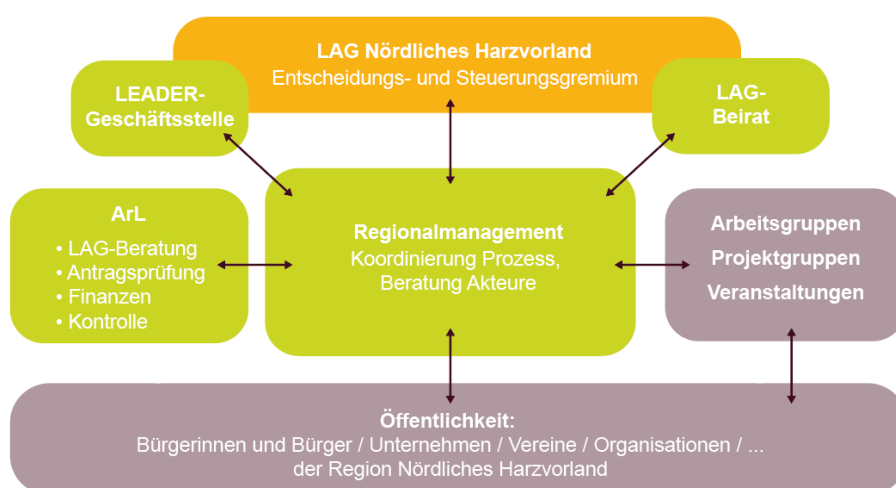 LAG Nördliches Harzvorland
Entscheidungs- und Steuerungsgremium
LEADER-
Geschäftsstelle
LAG-
Beirat
ArL
• LAG-Beratung
• Antragsprüfung
• Finanzen
• Kontrolle
Regionalmanagement
Koordinierung Prozess,
Beratung Akteure
Arbeitsgruppen
Projektgruppen
Veranstaltungen
Öffentlichkeit:
Bürgerinnen und Bürger / Unternehmen / Vereine / Organisationen / ...
der Region Nördliches Harzvorland